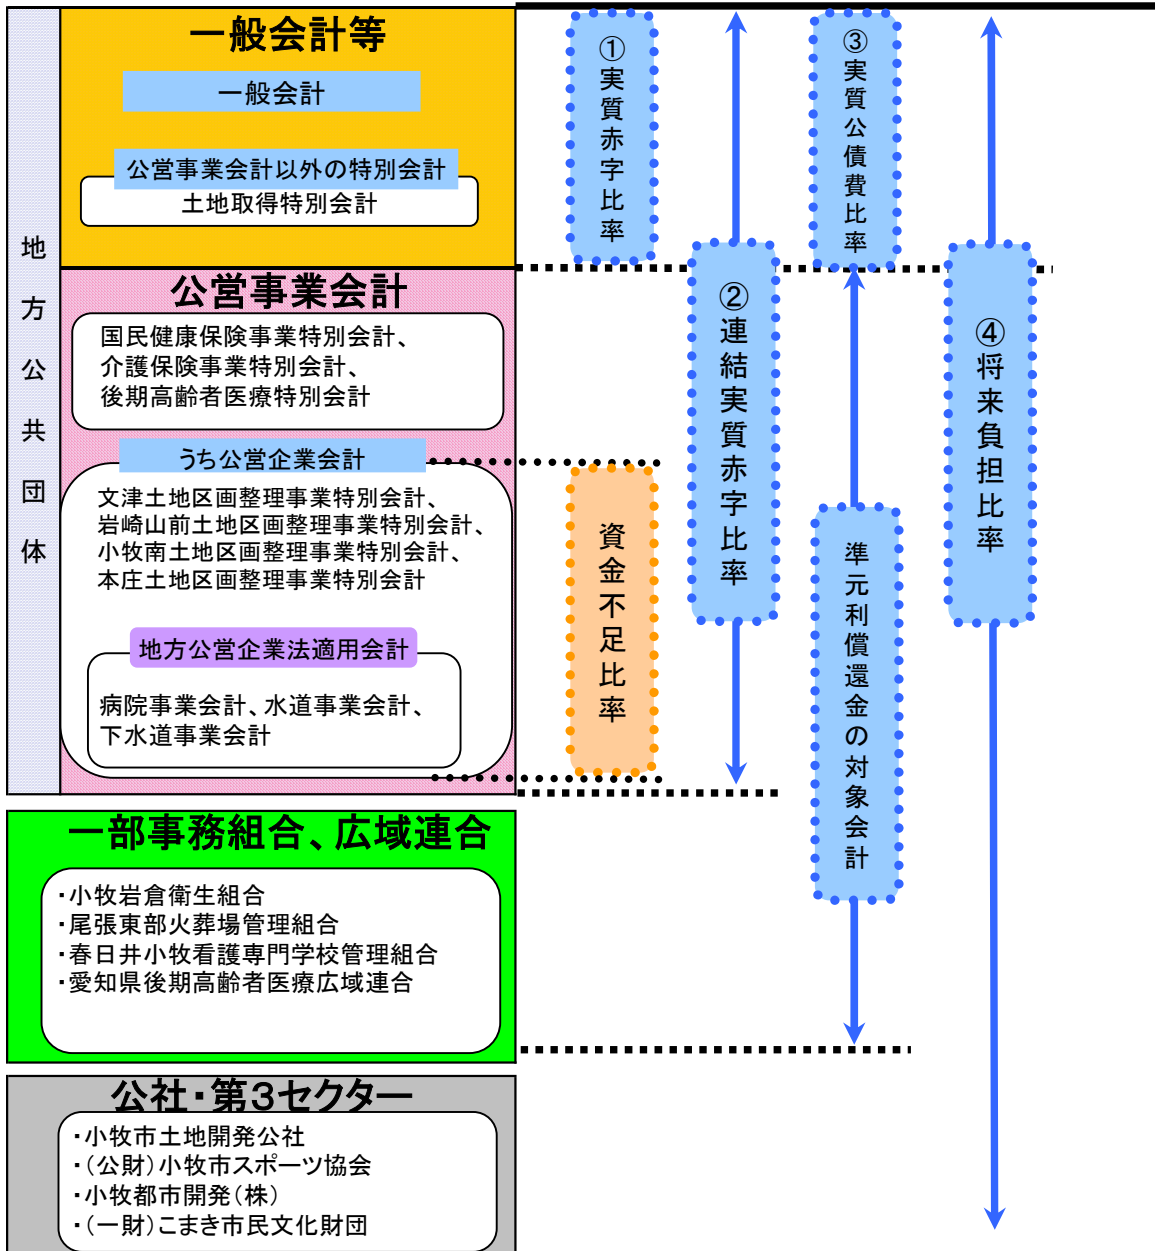 地方公共団体
一般会計等
一般会計
公営事業会計以外の特別会計
土地取得特別会計
公営事業会計
国民健康保険事業特別会計、
介護保険事業特別会計、
後期高齢者医療特別会計
うち公営企業会計
文津土地区画整理事業特別会計、
岩崎山前土地区画整理事業特別会計、
小牧南土地区画整理事業特別会計、
本庄土地区画整理事業特別会計
地方公営企業法適用会計
病院事業会計、水道事業会計、
下水道事業会計
一部事務組合、広域連合
・小牧岩倉衛生組合
・尾張東部火葬場管理組合
・春日井小牧看護専門学校管理組合
・愛知県後期高齢者医療広域連合
公社・第3セクター
・小牧市土地開発公社
・(公財)小牧市スポーツ協会
・小牧都市開発(株)
・(一財)こまき市民文化財団
①実質赤字比率
資金不足比率
②連結実質赤字比率
③実質公債費比率
準元利償還金の対象会計
④将来負担比率